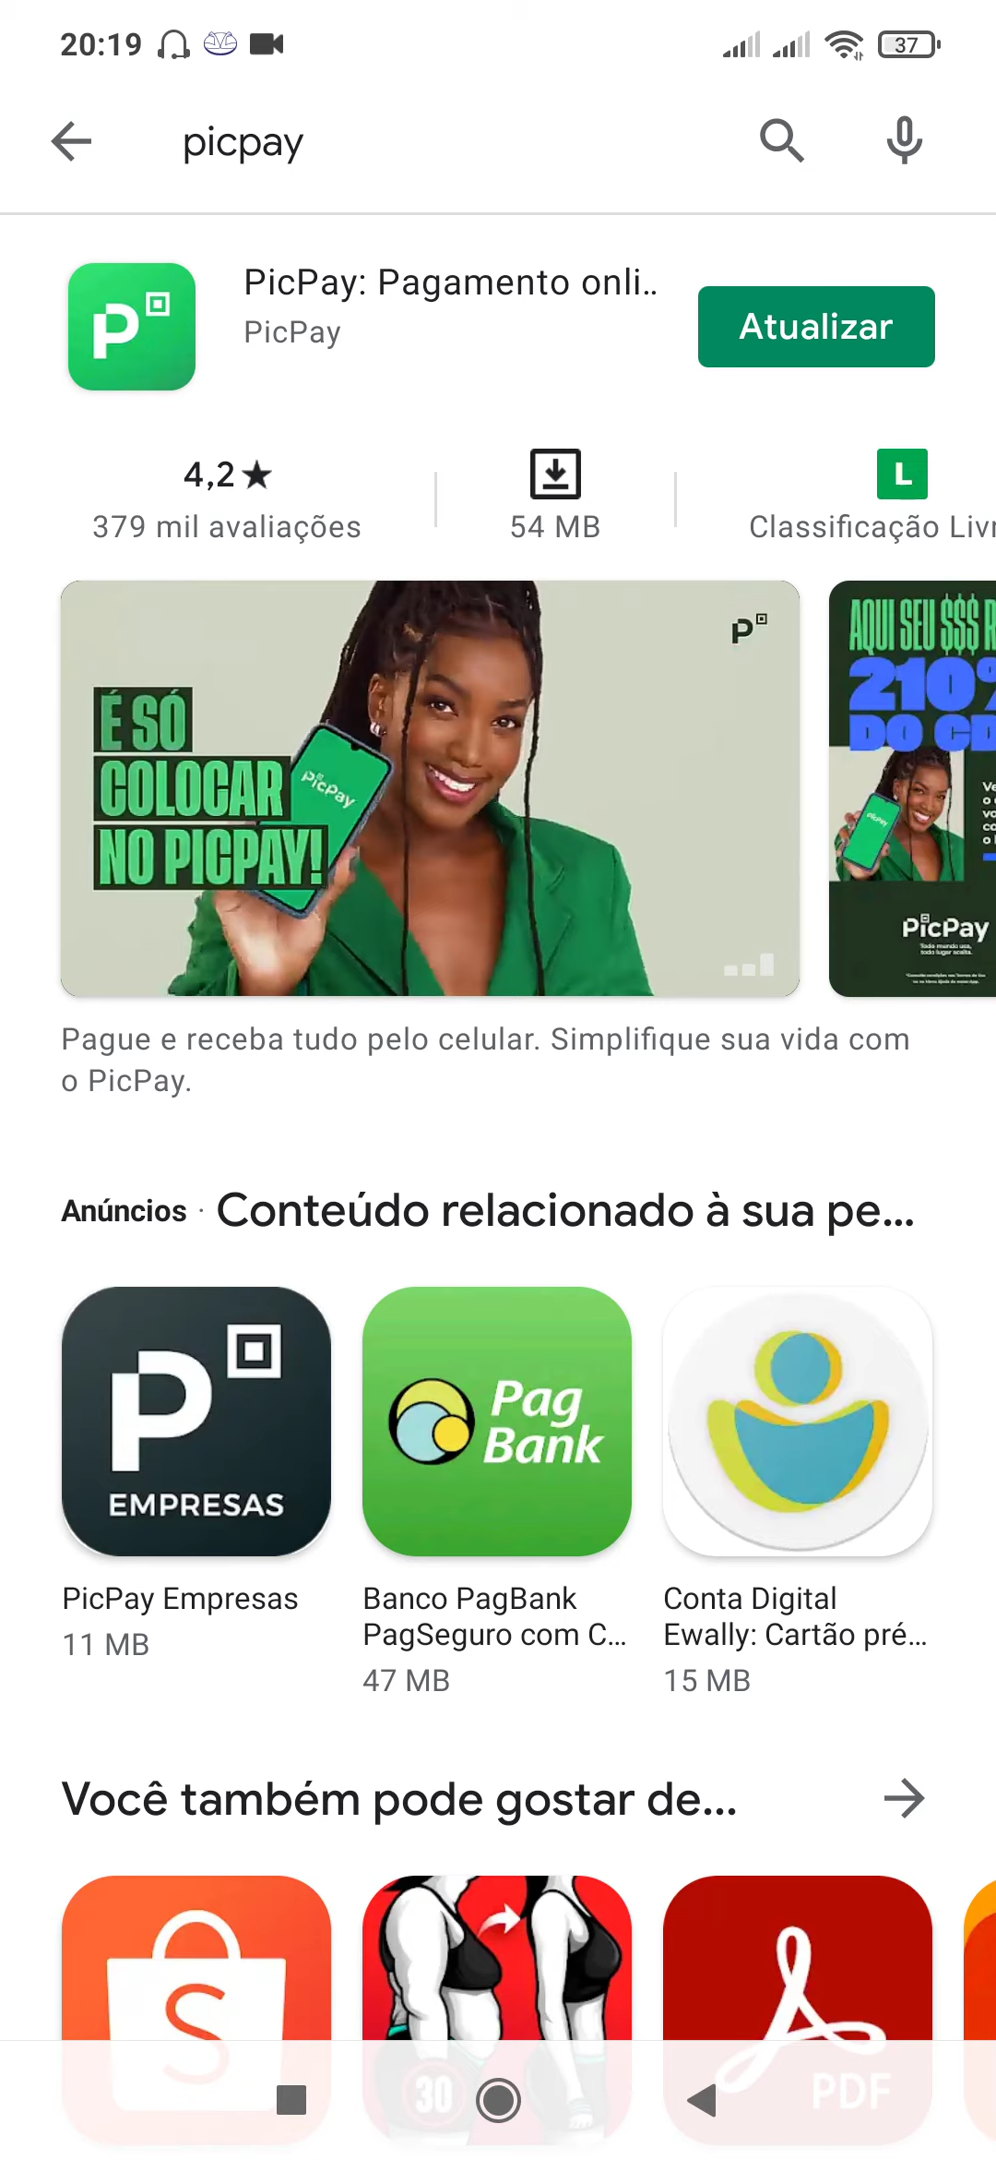 20:19
37
picpay
PicPay: Pagamento onli..
PicPay
Atualizar
4,2★
379 mil avaliações
54 MB
L
Classificação Livr
É SÓ
COLOCAR
NO PICPAY!
PicPay
AQUI SEU $$$ R
210%
DO CD
PicPay
Pague e receba tudo pelo celular. Simplifique sua vida com
o PicPay.
Anúncios · Conteúdo relacionado à sua pe...
P
EMPRESAS
Pag
Bank
PicPay Empresas
11 MB
Banco PagBank
PagSeguro com C...
47 MB
Conta Digital
Ewally: Cartão pré...
15 MB
Você também pode gostar de...
S
30
PDF